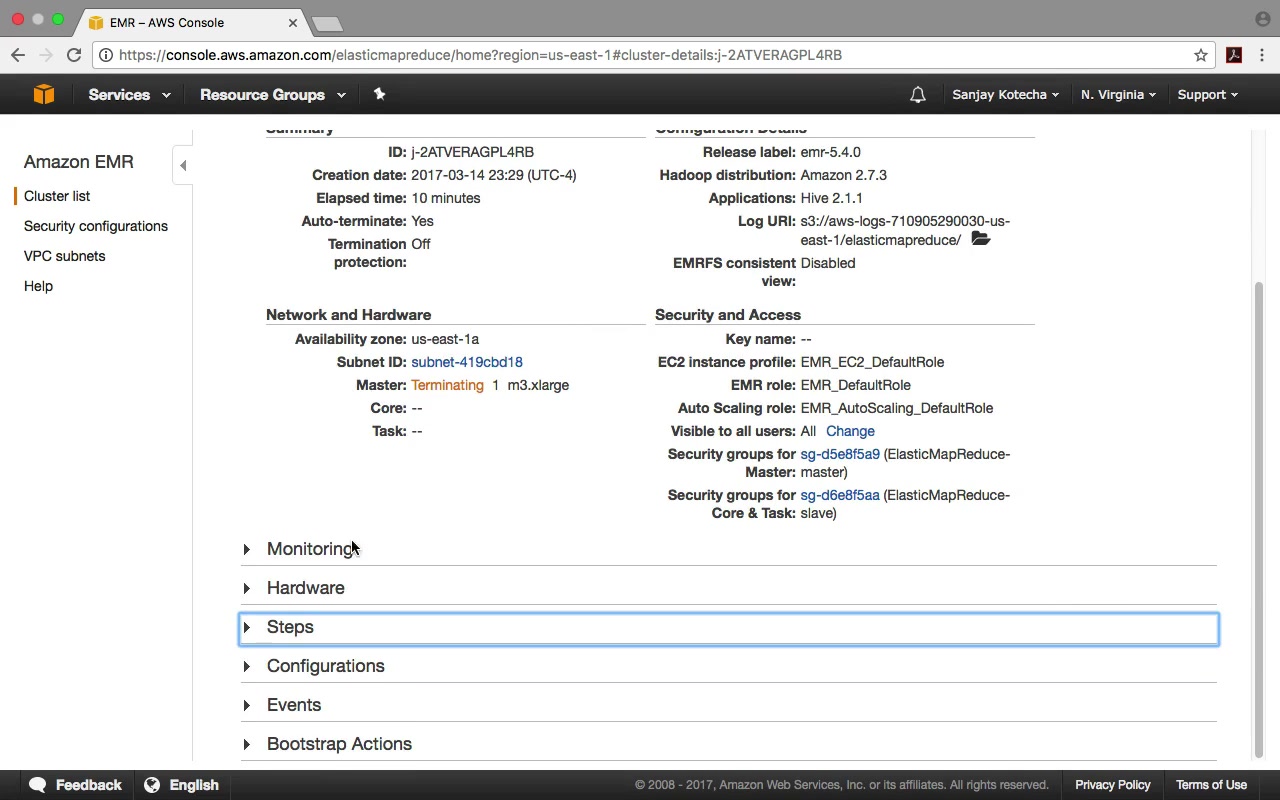 EMR – AWS Console
https://console.aws.amazon.com/elasticmapreduce/home?region=us-east-1#cluster-details:j-2ATVERAGPL4RB
Services
Resource Groups
Sanjay Kotecha
N. Virginia
Support
Amazon EMR
Cluster list
Security configurations
VPC subnets
Help
Summary
ID: j-2ATVERAGPL4RB
Creation date: 2017-03-14 23:29 (UTC-4)
Elapsed time: 10 minutes
Auto-terminate: Yes
Termination Off
protection:
Configuration Details
Release label: emr-5.4.0
Hadoop distribution: Amazon 2.7.3
Applications: Hive 2.1.1
Log URI: s3://aws-logs-710905290030-us-
east-1/elasticmapreduce/
EMRFS consistent Disabled
view:
Network and Hardware
Availability zone: us-east-1a
Subnet ID: subnet-419cbd18
Master: Terminating 1 m3.xlarge
Core: --
Task: --
Security and Access
Key name: --
EC2 instance profile: EMR_EC2_DefaultRole
EMR role: EMR_DefaultRole
Auto Scaling role: EMR_AutoScaling_DefaultRole
Visible to all users: All Change
Security groups for sg-d5e8f5a9 (ElasticMapReduce-
Master: master)
Security groups for sg-d6e8f5aa (ElasticMapReduce-
Core & Task: slave)
Monitoring
Hardware
Steps
Configurations
Events
Bootstrap Actions
Feedback
English
© 2008 - 2017, Amazon Web Services, Inc. or its affiliates. All rights reserved.
Privacy Policy
Terms of Use